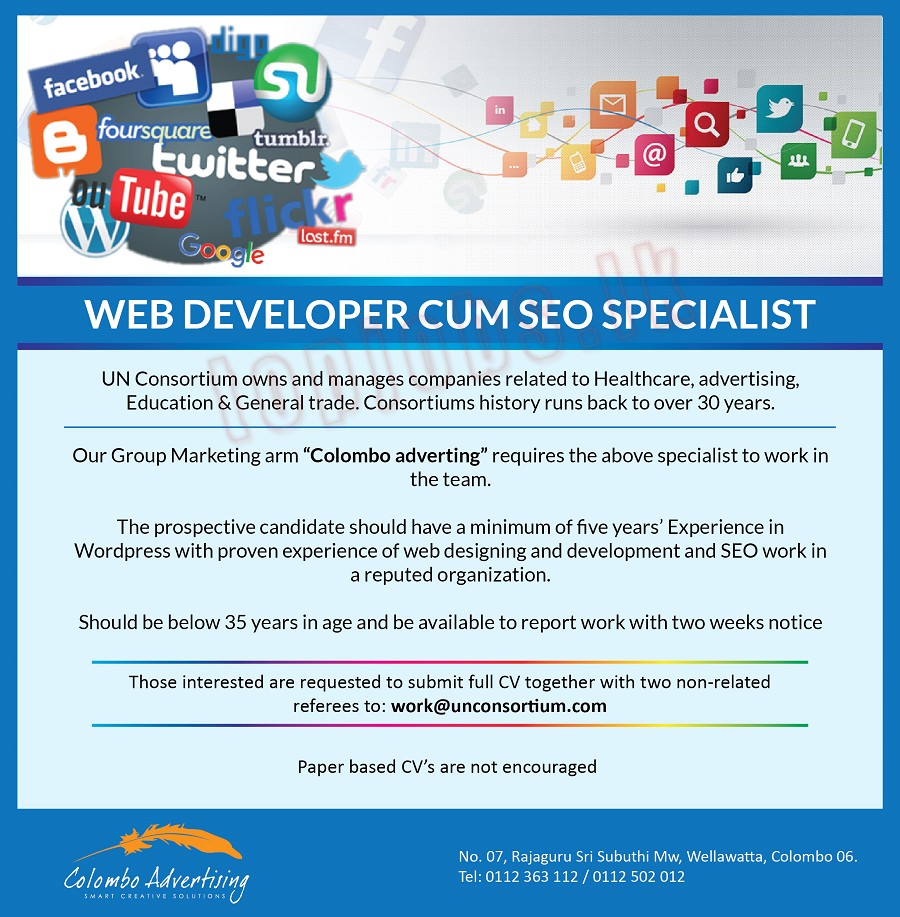 digg
facebook
foursquare
tumblr.
twitter
ou Tube ™
flickr
last.fm
Google
in
@
topjobs.lk
WEB DEVELOPER CUM SEO SPECIALIST
UN Consortium owns and manages companies related to Healthcare, advertising,
Education & General trade. Consortiums history runs back to over 30 years.
Our Group Marketing arm “Colombo adverting” requires the above specialist to work in
the team.
The prospective candidate should have a minimum of five years’ Experience in
Wordpress with proven experience of web designing and development and SEO work in
a reputed organization.
Should be below 35 years in age and be available to report work with two weeks notice
Those interested are requested to submit full CV together with two non-related
referees to: work@unconsortium.com
Paper based CV’s are not encouraged
Colombo Advertising
SMART CREATIVE SOLUTIONS
No. 07, Rajaguru Sri Subuthi Mw, Wellawatta, Colombo 06.
Tel: 0112 363 112 / 0112 502 012